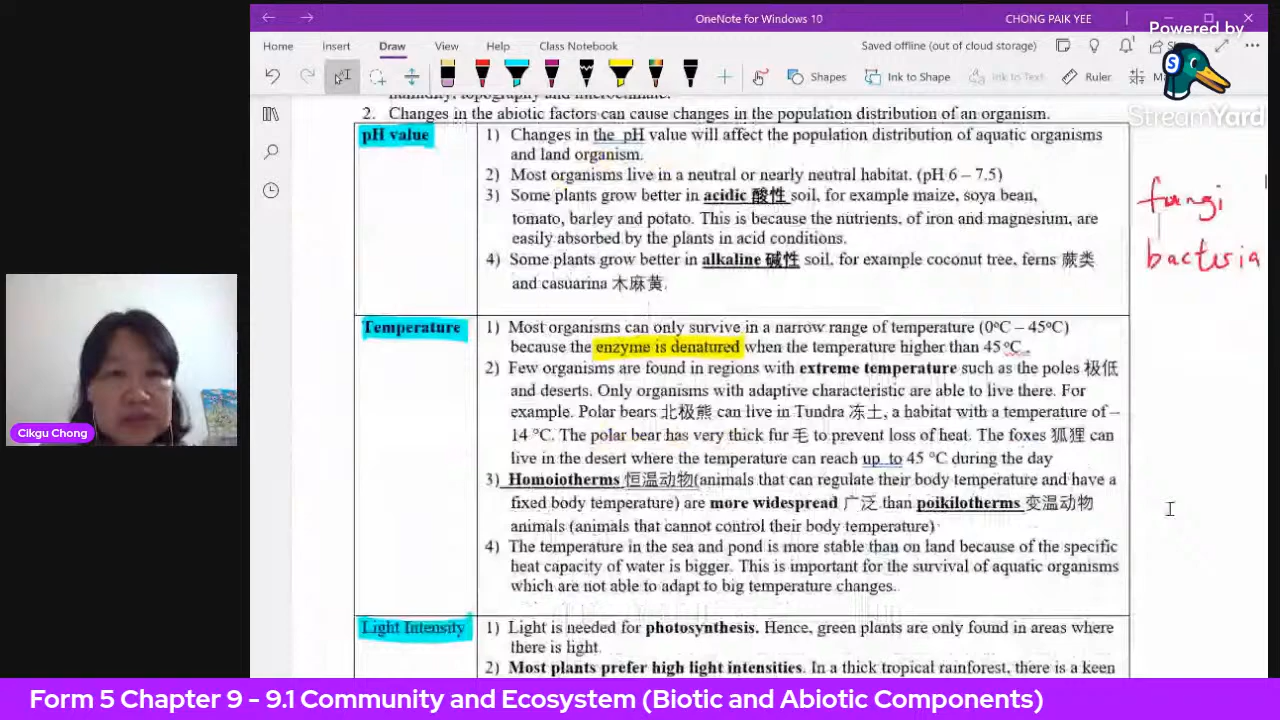 OneNote for Windows 10
CHONG PAIK YEE
Powered by
StreamYard
Home Insert Draw View Help Class Notebook
Saved offline (out of cloud storage)
Shapes Ink to Shape Ink to Text Ruler
humidity, topography and microclimate.
2. Changes in the abiotic factors can cause changes in the population distribution of an organism.
pH value
1) Changes in the pH value will affect the population distribution of aquatic organisms
and land organism.
2) Most organisms live in a neutral or nearly neutral habitat. (pH 6 – 7.5)
3) Some plants grow better in acidic 酸性 soil, for example maize, soya bean,
tomato, barley and potato. This is because the nutrients, of iron and magnesium, are
easily absorbed by the plants in acid conditions.
4) Some plants grow better in alkaline 碱性 soil, for example coconut tree, ferns 蕨类
and casuarina 木麻黄.
fungi
bacteria
Temperature
1) Most organisms can only survive in a narrow range of temperature (0°C – 45°C)
because the enzyme is denatured when the temperature higher than 45 °C .
2) Few organisms are found in regions with extreme temperature such as the poles 极低
and deserts. Only organisms with adaptive characteristic are able to live there. For
example. Polar bears 北极熊 can live in Tundra 冻土, a habitat with a temperature of –
14 °C. The polar bear has very thick fur 毛 to prevent loss of heat. The foxes 狐狸 can
live in the desert where the temperature can reach up to 45 °C during the day
3) Homoiotherms 恒温动物(animals that can regulate their body temperature and have a
fixed body temperature) are more widespread 广泛 than poikilotherms 变温动物
animals (animals that cannot control their body temperature)
4) The temperature in the sea and pond is more stable than on land because of the specific
heat capacity of water is bigger. This is important for the survival of aquatic organisms
which are not able to adapt to big temperature changes.
Light Intensity
1) Light is needed for photosynthesis. Hence, green plants are only found in areas where
there is light.
2) Most plants prefer high light intensities. In a thick tropical rainforest, there is a keen
Cikgu Chong
Form 5 Chapter 9 - 9.1 Community and Ecosystem (Biotic and Abiotic Components)